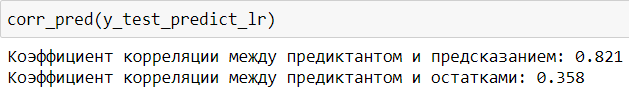 corr_pred(y_test_predict_lr)
Коэффициент корреляции между предиктантом и предсказанием: 0.821
Коэффициент корреляции между предиктантом и остатками: 0.358